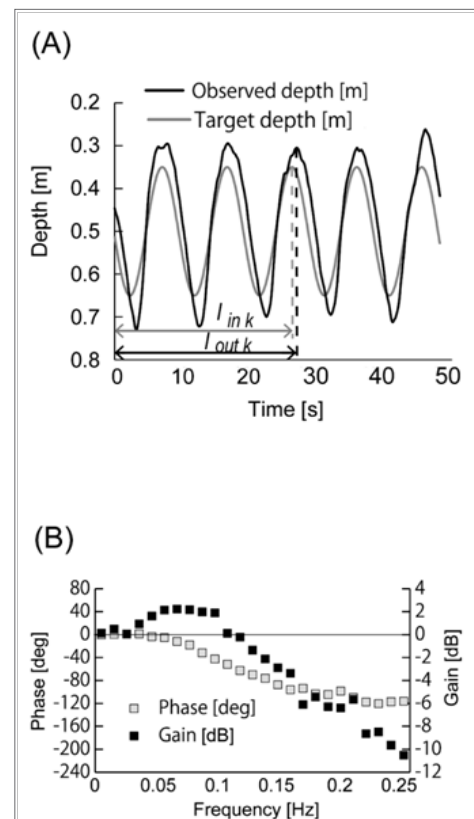 (A)
Observed depth [m]
Target depth [m]
Depth [m]
0.3
0.4
0.5
0.6
0.7
0.8
I in k
I out k
0 10 20 30 40 50
Time [s]
(B)
Phase [deg]
80
40
0
-40
-80
-120
-160
-200
-240
Phase [deg]
Gain [dB]
4
2
0
-2
-4
-6
-8
-10
-12
Gain [dB]
0 0.05 0.1 0.15 0.2 0.25
Frequency [Hz]